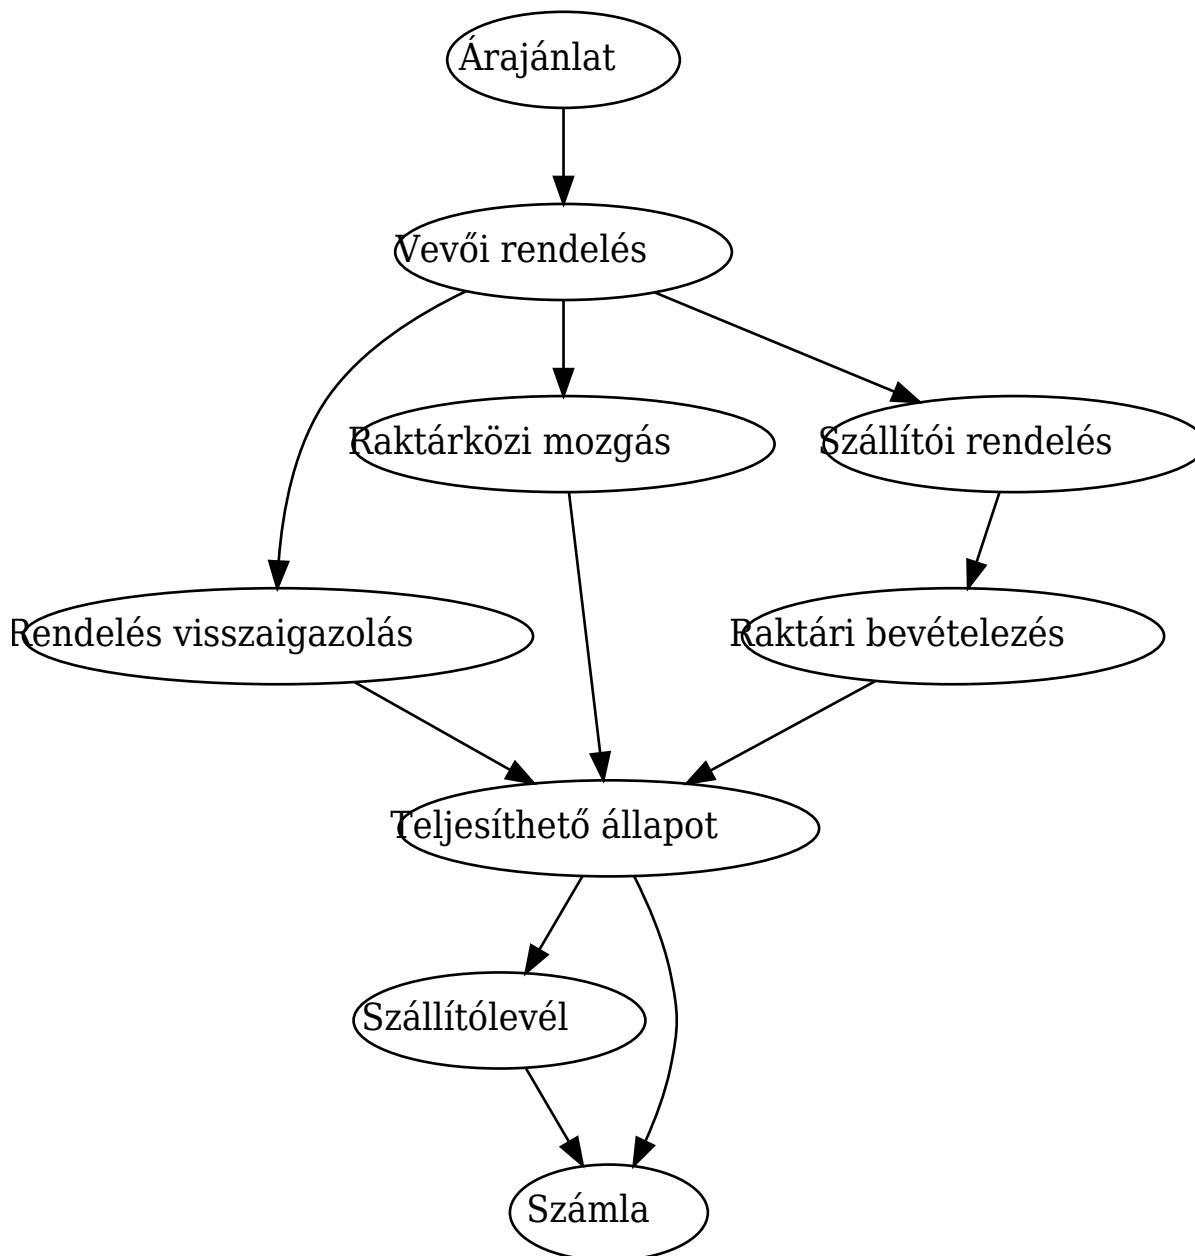 Árajánlat
Vevői rendelés
Raktárközi mozgás
Szállítói rendelés
Rendelés visszaigazolás
Raktári bevételezés
Teljesíthető állapot
Szállítólevél
Számla